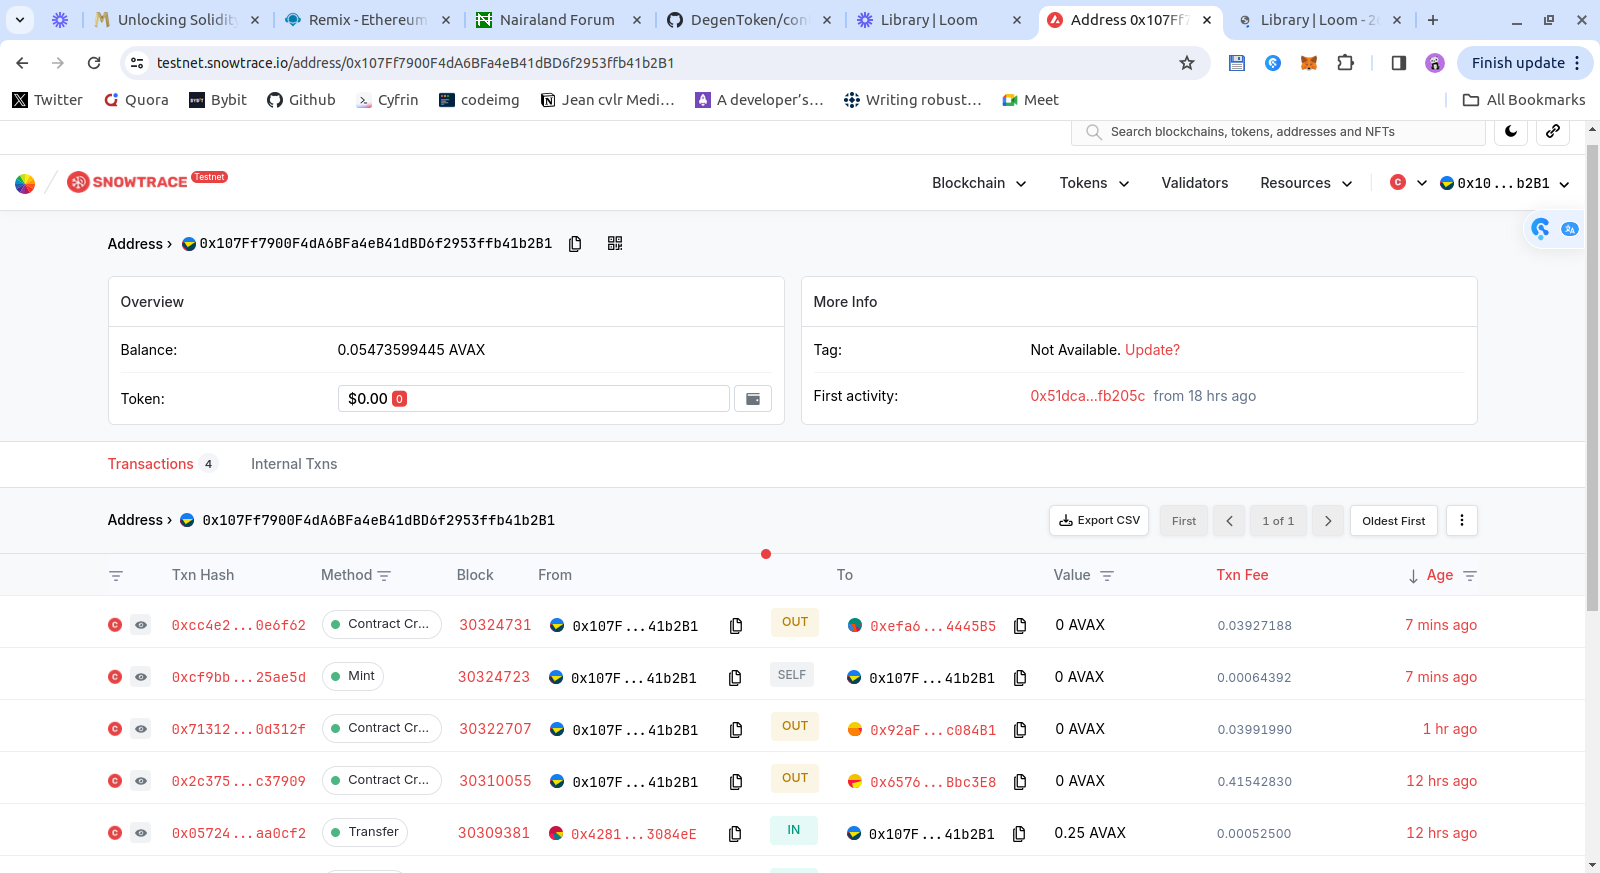 Unlocking Solidit
Remix - Ethereum
Nairaland Forum
DegenToken/con
Library | Loom
Address 0x107Ff7
Library | Loom - 2
testnet.snowtrace.io/address/0x107Ff7900F4dA6BFa4eB41dBD6f2953ffb41b2B1
Finish update
Twitter
Quora
Bybit
Github
Cyfrin
codeimg
Jean cvlr Medi...
A developer's...
Writing robust...
Meet
All Bookmarks
Search blockchains, tokens, addresses and NFTs
SNOWTRACE Testnet
Blockchain
Tokens
Validators
Resources
0x10...b2B1
Address › 0x107Ff7900F4dA6BFa4eB41dBD6f2953ffb41b2B1
Overview
Balance: 0.05473599445 AVAX
Token: $0.00 0
More Info
Tag: Not Available. Update?
First activity: 0x51dca...fb205c from 18 hrs ago
Transactions 4 Internal Txns
Address › 0x107Ff7900F4dA6BFa4eB41dBD6f2953ffb41b2B1
Export CSV First 1 of 1 Oldest First
Txn Hash Method Block From To Value Txn Fee Age
0xcc4e2...0e6f62 Contract Cr... 30324731 0x107F...41b2B1 OUT 0xefa6...4445B5 0 AVAX 0.03927188 7 mins ago
0xcf9bb...25ae5d Mint 30324723 0x107F...41b2B1 SELF 0x107F...41b2B1 0 AVAX 0.00064392 7 mins ago
0x71312...0d312f Contract Cr... 30322707 0x107F...41b2B1 OUT 0x92aF...c084B1 0 AVAX 0.03991990 1 hr ago
0x2c375...c37909 Contract Cr... 30310055 0x107F...41b2B1 OUT 0x6576...Bbc3E8 0 AVAX 0.41542830 12 hrs ago
0x05724...aa0cf2 Transfer 30309381 0x4281...3084eE IN 0x107F...41b2B1 0.25 AVAX 0.00052500 12 hrs ago